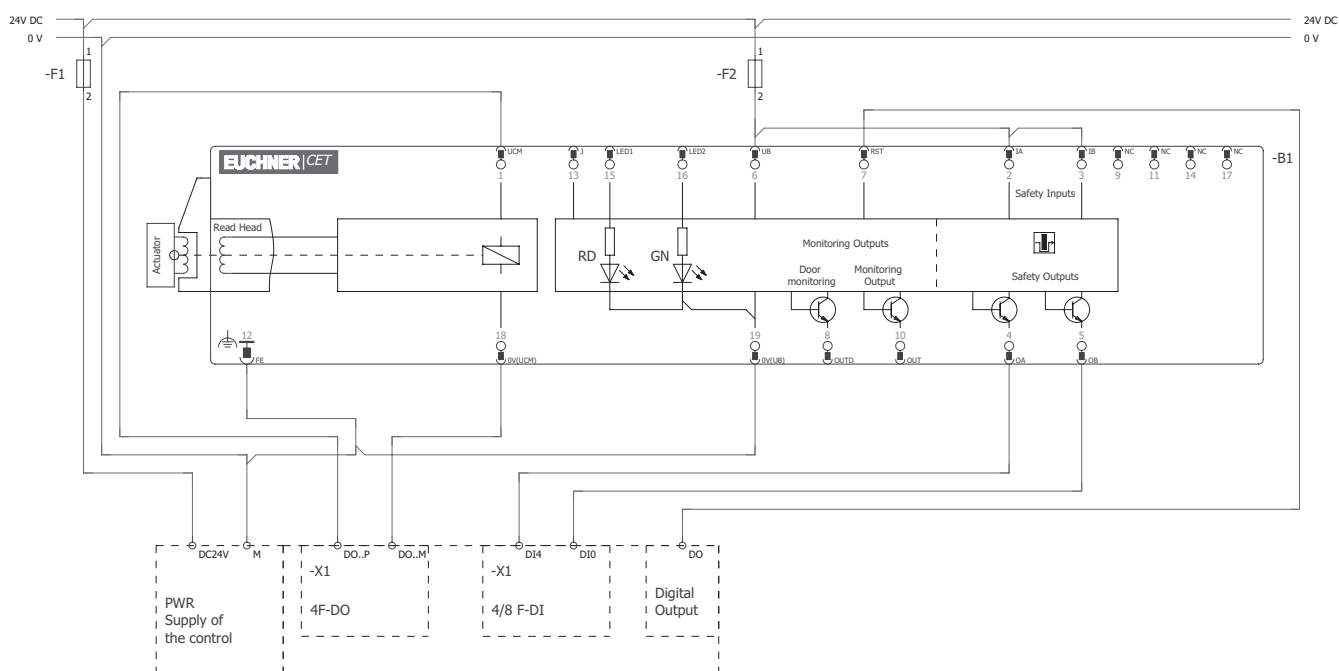 24V DC
24V DC
0 V
0 V
1
1
-F1
-F2
2
2
EUCHNER CET
UCM
J
LED1
LED2
UB
RST
IA
IB
NC
NC
NC
NC
-B1
1
13
15
16
6
7
2
3
9
11
14
17
Safety Inputs
Actuator
Read Head
RD
GN
Monitoring Outputs
Door
monitoring
Monitoring
Output
Safety Outputs
12
18
19
8
10
4
5
FE
0V(UCM)
0V(UB)
OUTD
OUT
OA
OB
DC24V
M
DO..P
DO..M
DI4
DI0
DO
PWR
Supply of
the control
-X1
4F-DO
-X1
4/8 F-DI
Digital
Output